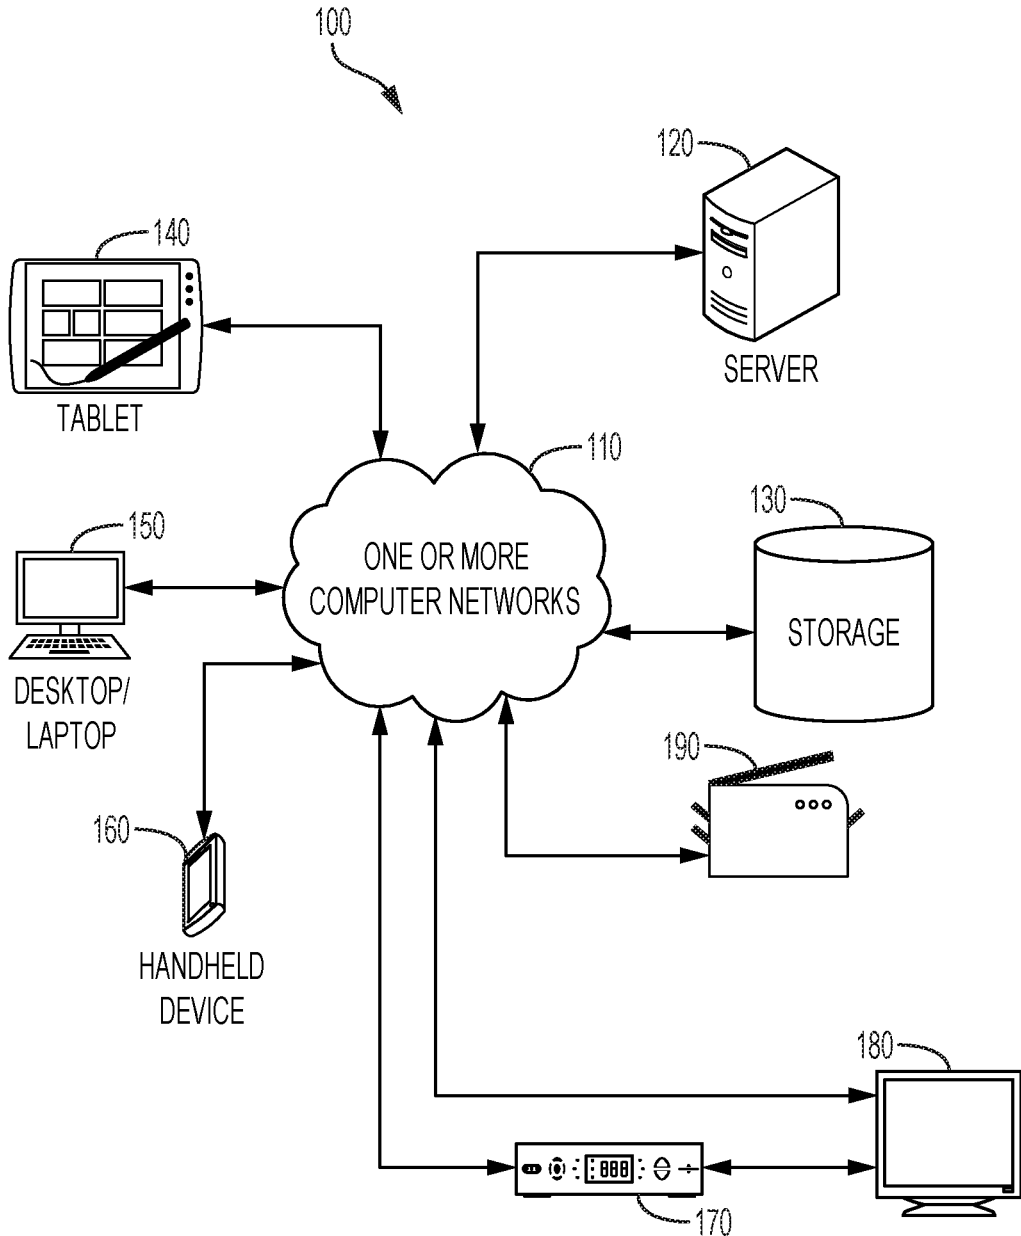 100
120
140
SERVER
TABLET
110
130
150
ONE OR MORE
COMPUTER NETWORKS
STORAGE
DESKTOP/
LAPTOP
190
160
HANDHELD
DEVICE
180
888
170